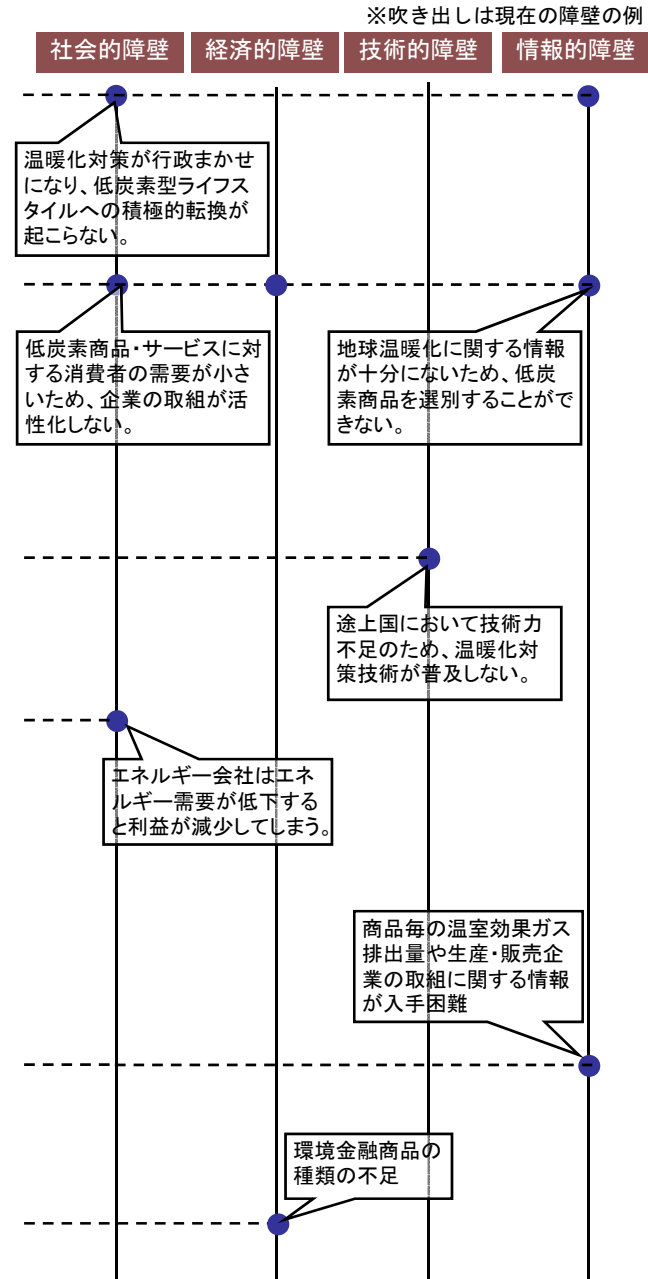 ※吹き出しは現在の障壁の例
社会的障壁
経済的障壁
技術的障壁
情報的障壁
温暖化対策が行政まかせ
になり、低炭素型ライフス
タイルへの積極的転換が
起こらない。
低炭素商品・サービスに対
する消費者の需要が小さ
いため、企業の取組が活
性化しない。
地球温暖化に関する情報
が十分にないため、低炭
素商品を選別することがで
きない。
途上国において技術力
不足のため、温暖化対
策技術が普及しない。
エネルギー会社はエネ
ルギー需要が低下する
と利益が減少してしまう。
商品毎の温室効果ガス
排出量や生産・販売企
業の取組に関する情報
が入手困難
環境金融商品の
種類の不足